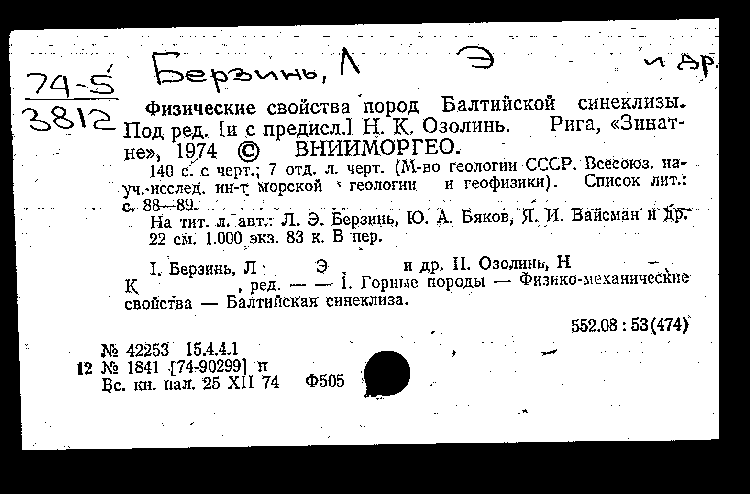 74-5 Берзинь, Л Э и др.
3812
Физические свойства пород Балтийской синеклизы.
Под ред. [и с предисл.] Н. К. Озолинь. Рига, «Зинат-
не», 1974 © ВНИИМОРГЕО.
140 с. с черт.; 7 отд. л. черт. (М-во геологии СССР. Всесоюз. на-
уч.-исслед. ин-т морской геологии и геофизики). Список лит.:
с. 88—89.
На тит. л. авт.: Л. Э. Берзинь, Ю. А. Бяков, Я. И. Вайсман и др.
22 см. 1.000 экз. 83 к. В пер.
I. Берзинь, Л Э и др. II. Озолинь, Н
К , ред. — — 1. Горные породы — Физико-механические
свойства — Балтийская синеклиза.
552.08 : 53(474)
№ 42253 15.4.4.1
12 № 1841 [74-90299] п
Вс. кн. пал. 25 XII 74 Ф505